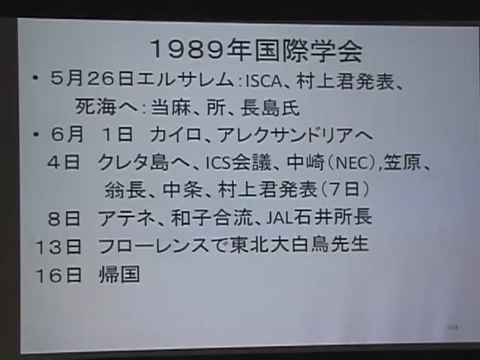 1989年国際学会
• 5月26日エルサレム:ISCA、村上君発表、
死海へ:当麻、所、長島氏
• 6月 1日 カイロ、アレクサンドリアへ
4日 クレタ島へ、ICS会議、中崎(NEC),笠原、
翁長、中条、村上君発表(7日)
8日 アテネ、和子合流、JAL石井所長
13日 フローレンスで東北大白鳥先生
16日 帰国